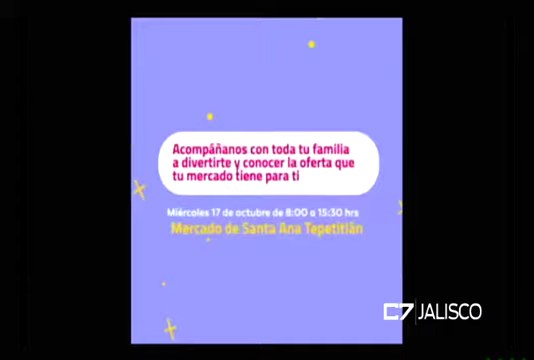 Acompáñanos con toda tu familia
a divertirte y conocer la oferta que
tu mercado tiene para ti
Miércoles 17 de octubre de 8:00 a 15:30 hrs
Mercado de Santa Ana Tepetitlán
C7 JALISCO